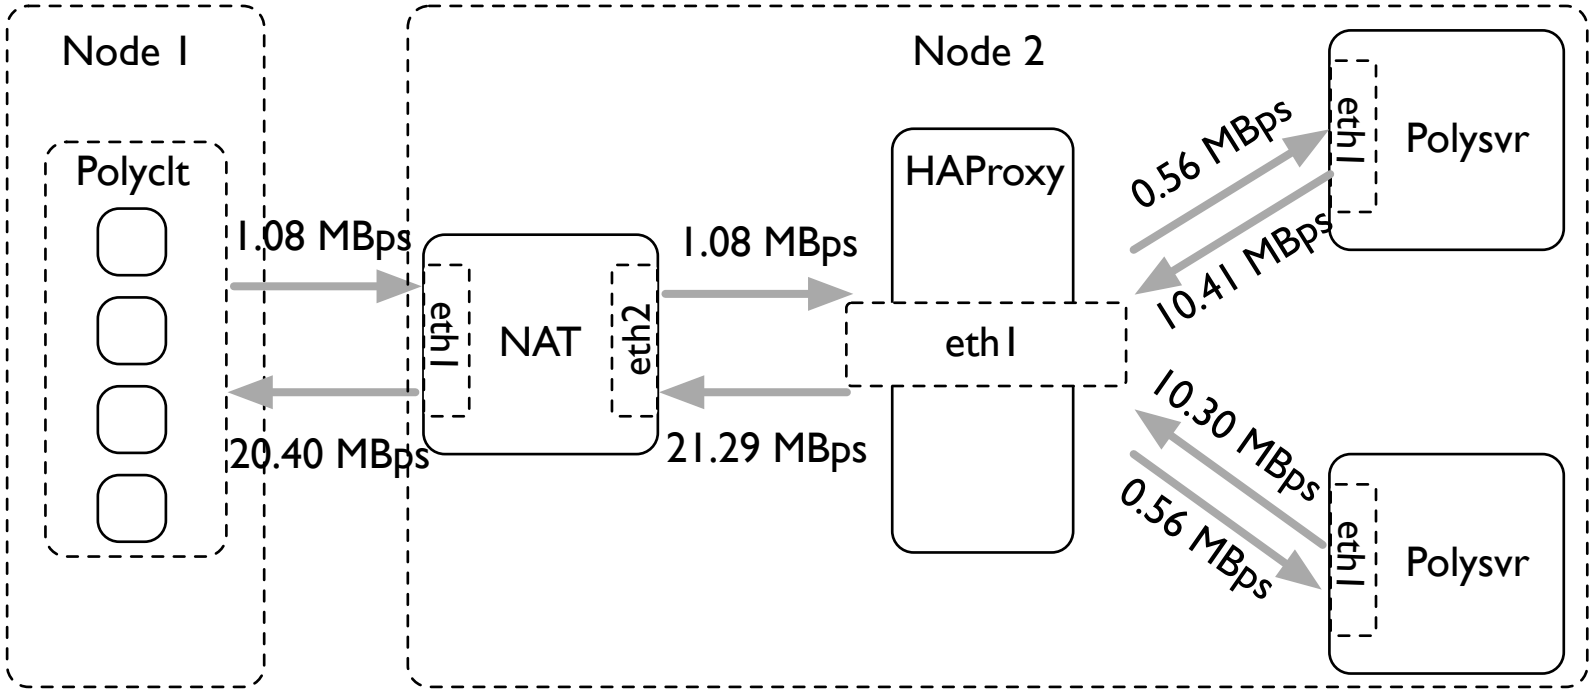 Node 1
Node 2
Polyclt
1.08 MBps
20.40 MBps
eth1
NAT
eth2
1.08 MBps
21.29 MBps
HAProxy
eth1
0.56 MBps
10.41 MBps
10.30 MBps
0.56 MBps
eth1
Polysvr
eth1
Polysvr